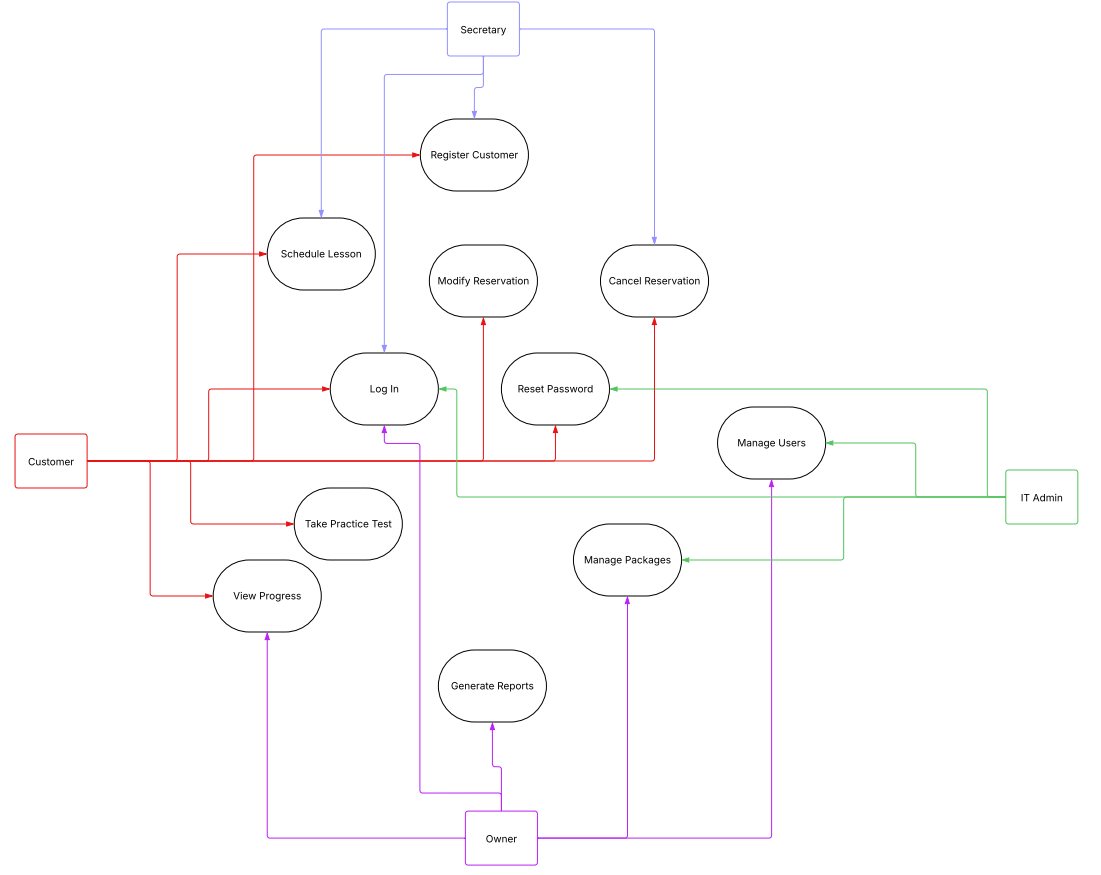 Secretary
Register Customer
Schedule Lesson
Modify Reservation
Cancel Reservation
Log In
Reset Password
Manage Users
Customer
IT Admin
Take Practice Test
Manage Packages
View Progress
Generate Reports
Owner